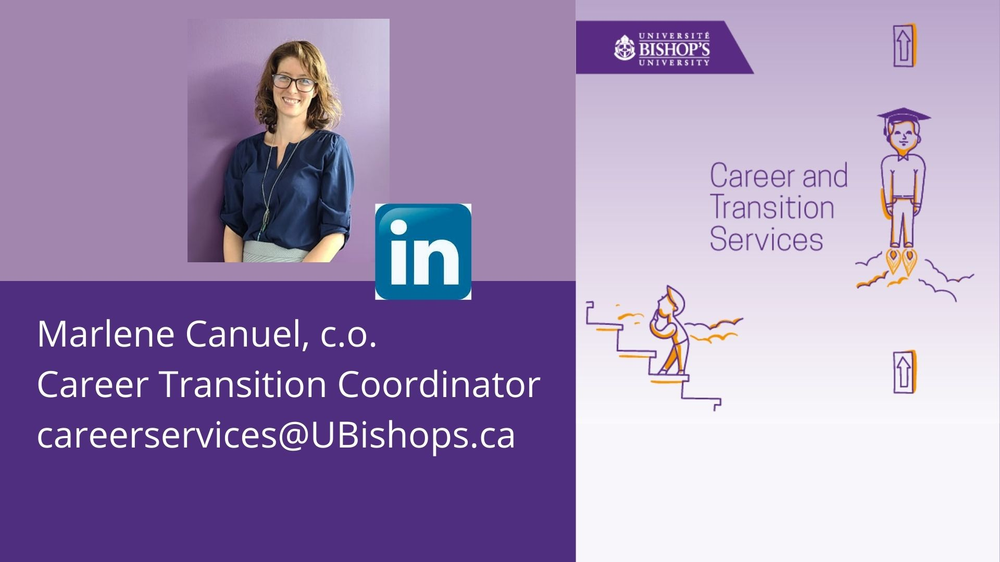 UNIVERSITÉ
BISHOP'S
UNIVERSITY
Career and
Transition
Services
in
Marlene Canuel, c.o.
Career Transition Coordinator
careerservices@UBishops.ca